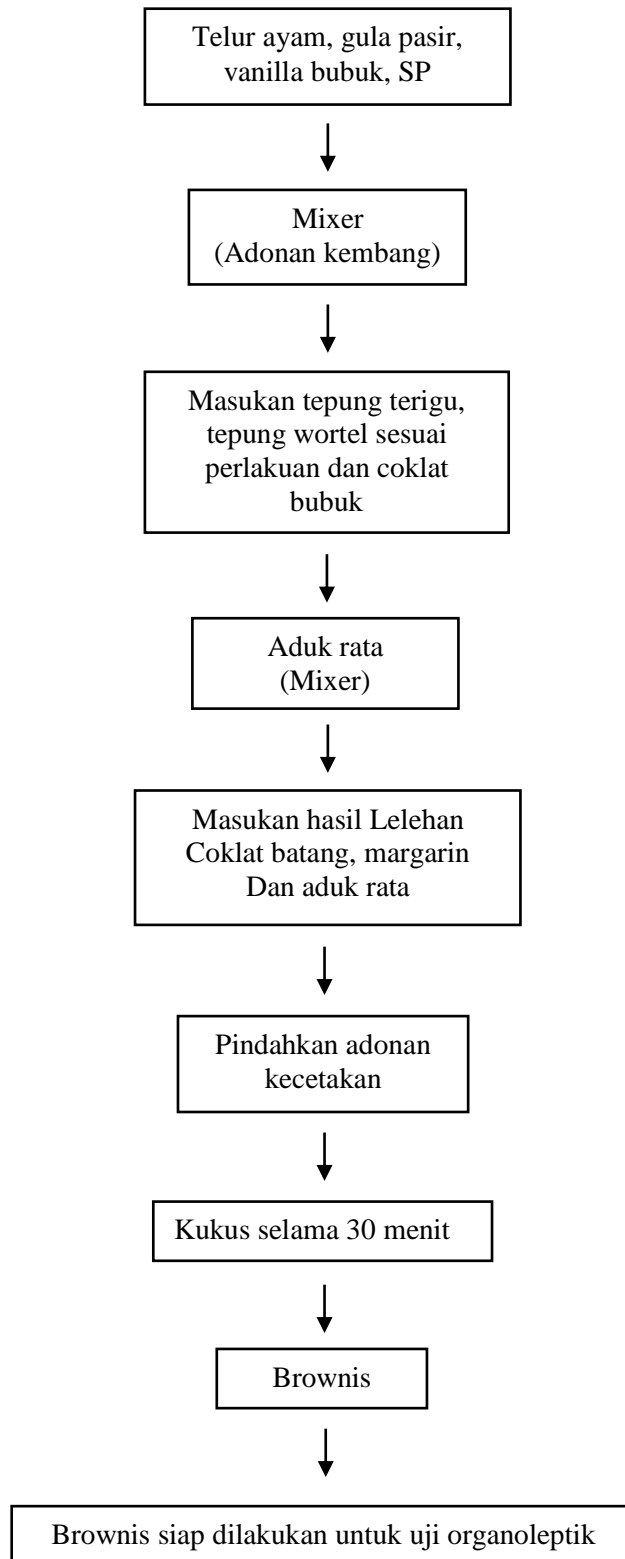 Telur ayam, gula pasir,
vanilla bubuk, SP
Mixer
(Adonan kembang)
Masukan tepung terigu,
tepung wortel sesuai
perlakuan dan coklat
bubuk
Aduk rata
(Mixer)
Masukan hasil Lelehan
Coklat batang, margarin
Dan aduk rata
Pindahkan adonan
kecetakan
Kukus selama 30 menit
Brownis
Brownis siap dilakukan untuk uji organoleptik